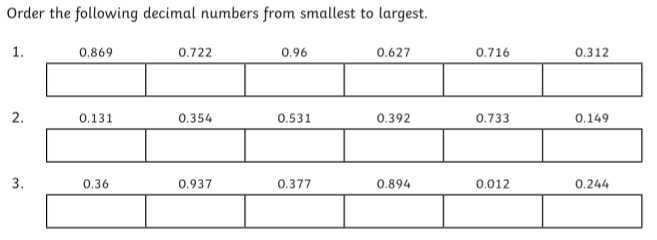 Order the following decimal numbers from smallest to largest.
1. 0.869 0.722 0.96 0.627 0.716 0.312
2. 0.131 0.354 0.531 0.392 0.733 0.149
3. 0.36 0.937 0.377 0.894 0.012 0.244